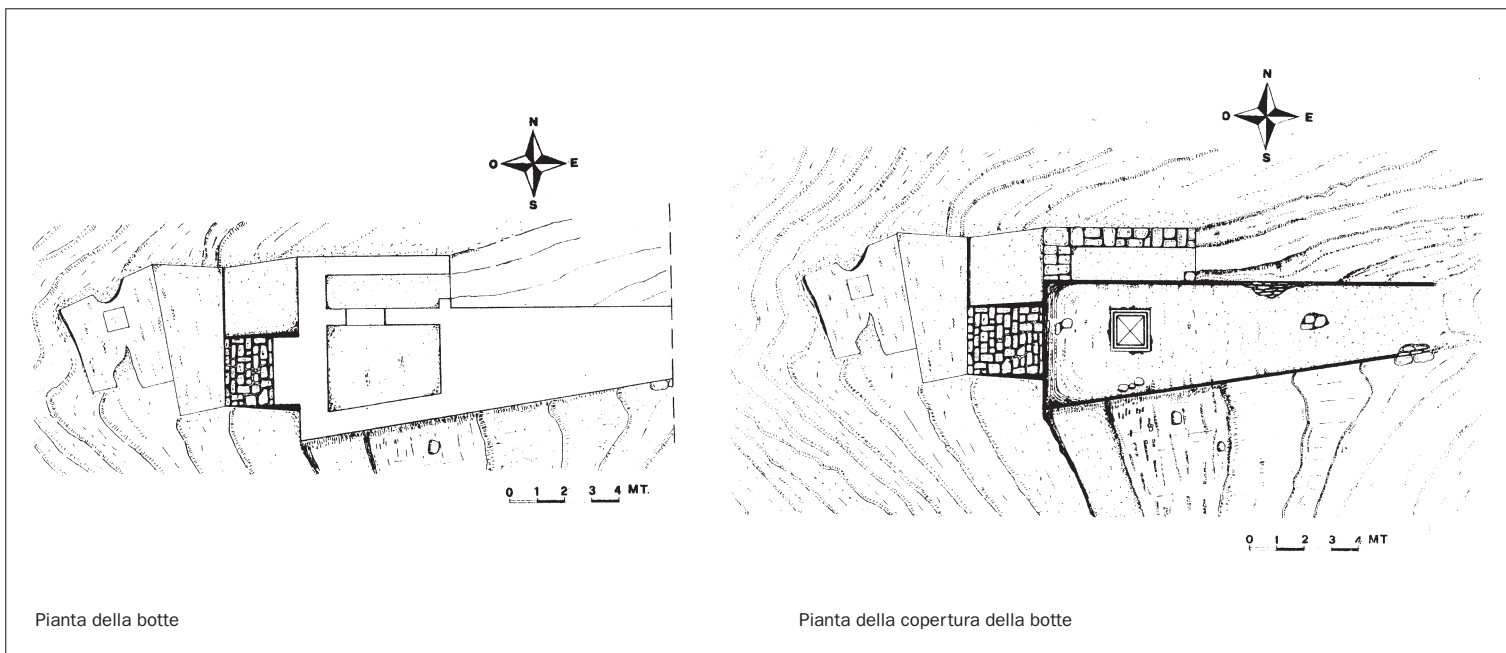 N
O E
S
0 1 2 3 4 MT.
Pianta della botte
N
O E
S
0 1 2 3 4 MT
Pianta della copertura della botte